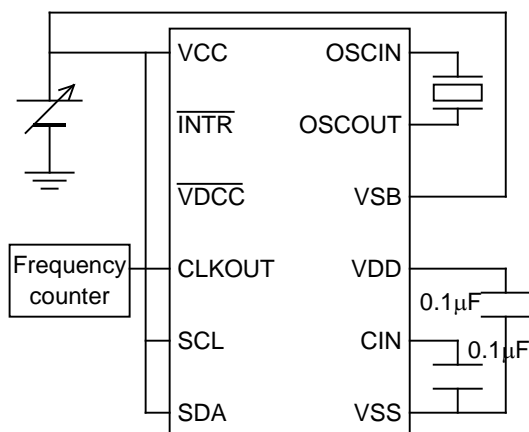 VCC
OSCIN
INTR
OSCOUT
VDCC
VSB
Frequency
counter
CLKOUT
VDD
0.1μF
SCL
CIN
0.1μF
SDA
VSS